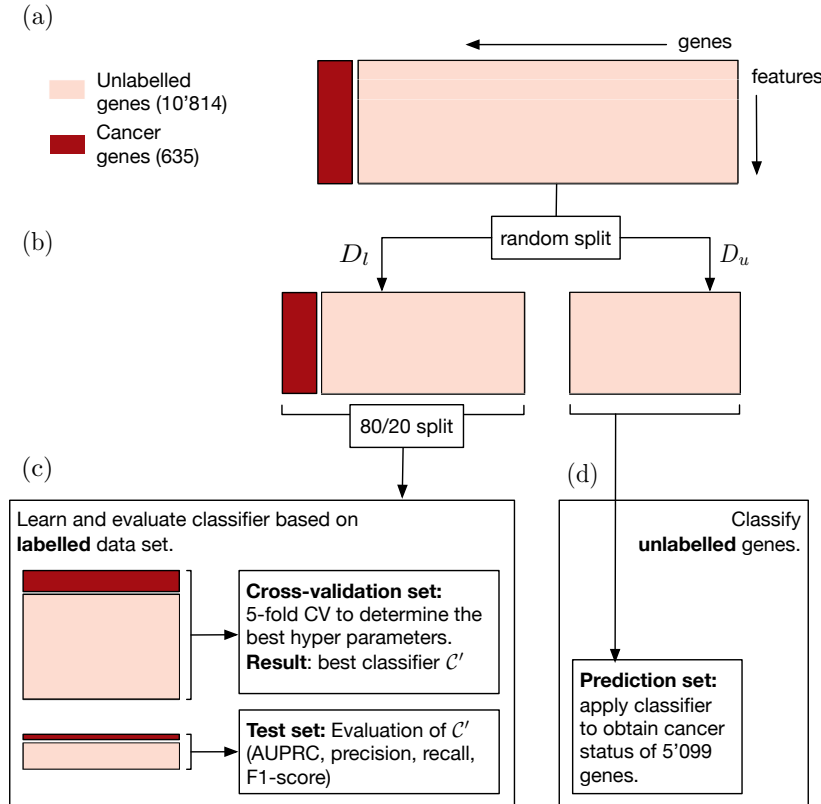 (a)
genes
features
Unlabelled
genes (10’814)
Cancer
genes (635)
(b)
random split
D_l
D_u
80/20 split
(c)
Learn and evaluate classifier based on
labelled data set.
Cross-validation set:
5-fold CV to determine the
best hyper parameters.
Result: best classifier C′
Test set: Evaluation of C′
(AUPRC, precision, recall,
F1-score)
(d)
Classify
unlabelled genes.
Prediction set:
apply classifier
to obtain cancer
status of 5’099
genes.